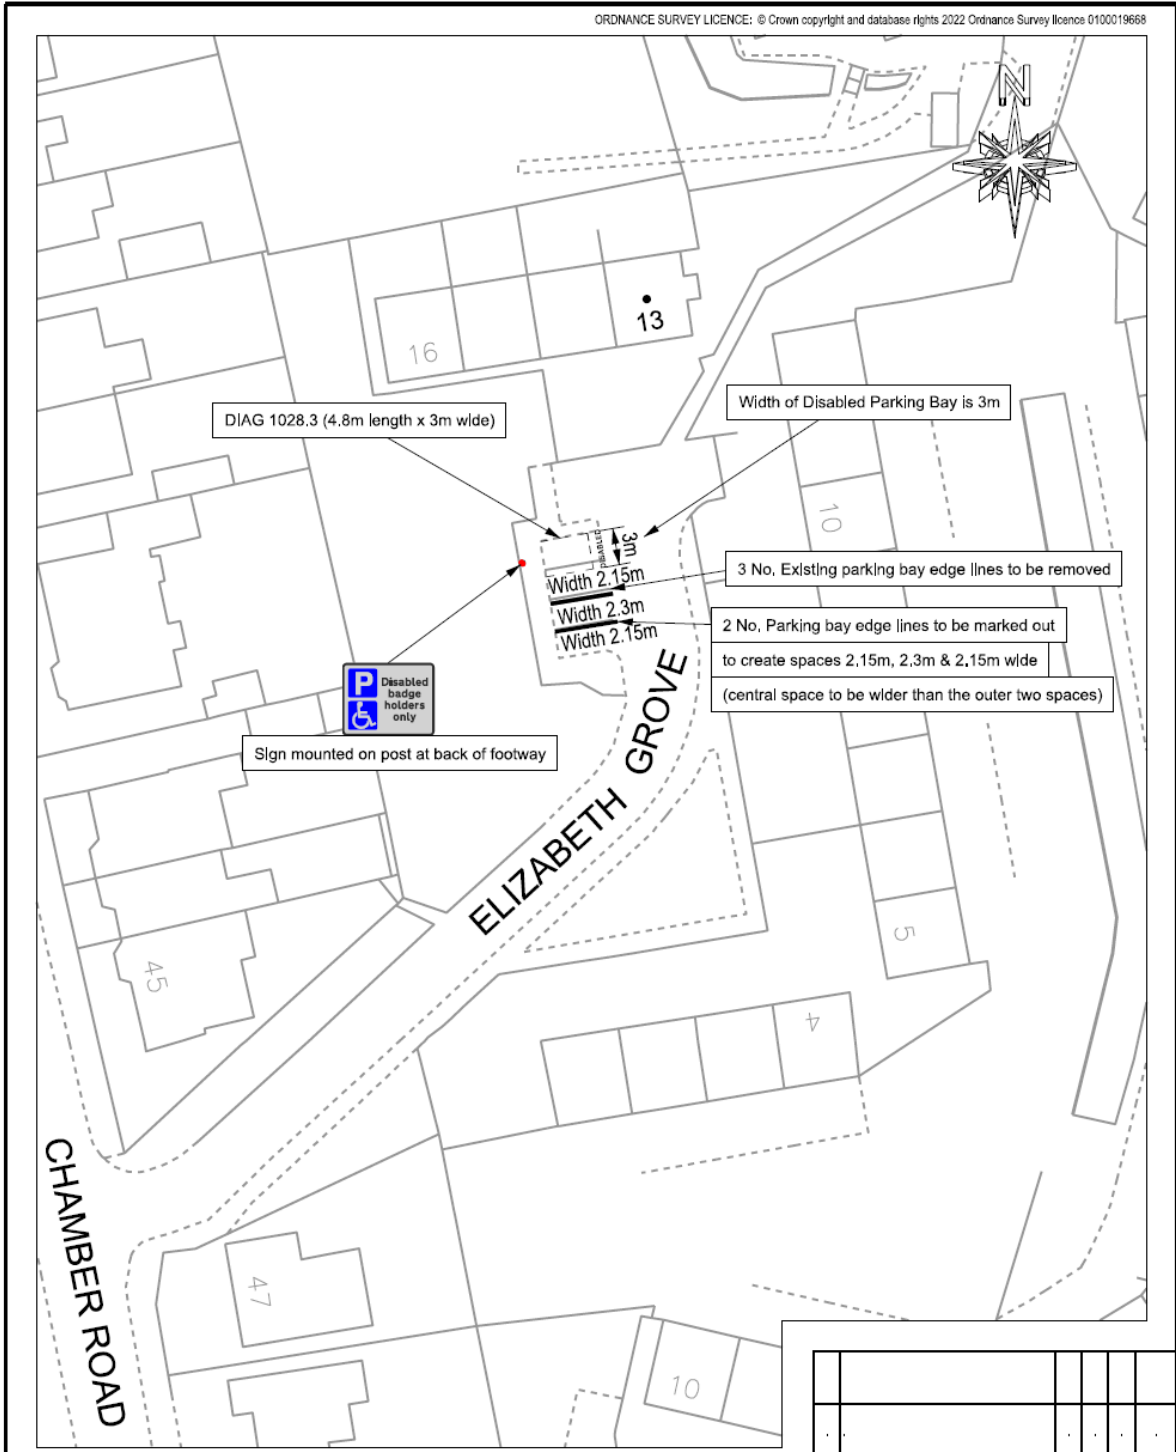 ORDNANCE SURVEY LICENCE: © Crown copyright and database rights 2022 Ordnance Survey licence 0100019668
N
13
16
DIAG 1028.3 (4.8m length x 3m wide)
Width of Disabled Parking Bay is 3m
10
DISABLED
3m
Width 2.15m
3 No. Existing parking bay edge lines to be removed
Width 2.3m
2 No. Parking bay edge lines to be marked out
Width 2.15m
to create spaces 2.15m, 2.3m & 2.15m wide
(central space to be wider than the outer two spaces)
P Disabled
badge
holders
only
Sign mounted on post at back of footway
ELIZABETH GROVE
5
45
4
CHAMBER ROAD
47
10